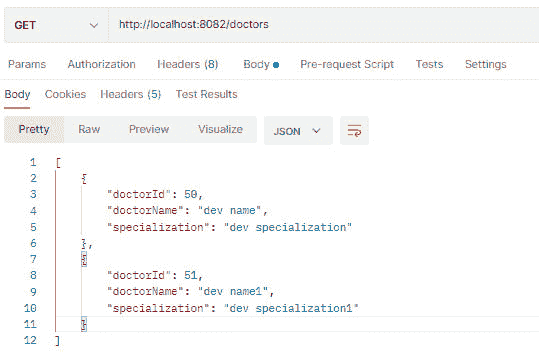 GET http://localhost:8082/doctors
Params Authorization Headers (8) Body Pre-request Script Tests Settings
Body Cookies Headers (5) Test Results
Pretty Raw Preview Visualize JSON
1 [
2 {
3 "doctorId": 50,
4 "doctorName": "dev name",
5 "specialization": "dev specialization"
6 },
7 {
8 "doctorId": 51,
9 "doctorName": "dev name1",
10 "specialization": "dev specialization1"
11 }
12 ]